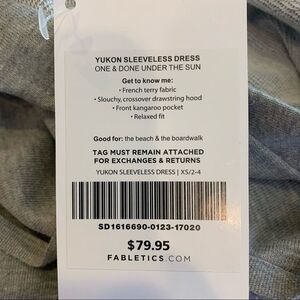 YUKON SLEEVELESS DRESS
ONE & DONE UNDER THE SUN
Get to know me:
• French terry fabric
• Slouchy, crossover drawstring hood
• Front kangaroo pocket
• Relaxed fit
Good for: the beach & the boardwalk
TAG MUST REMAIN ATTACHED
FOR EXCHANGES & RETURNS
YUKON SLEEVELESS DRESS | XS/2-4
SD1616690-0123-17020
$79.95
FABLETICS.COM